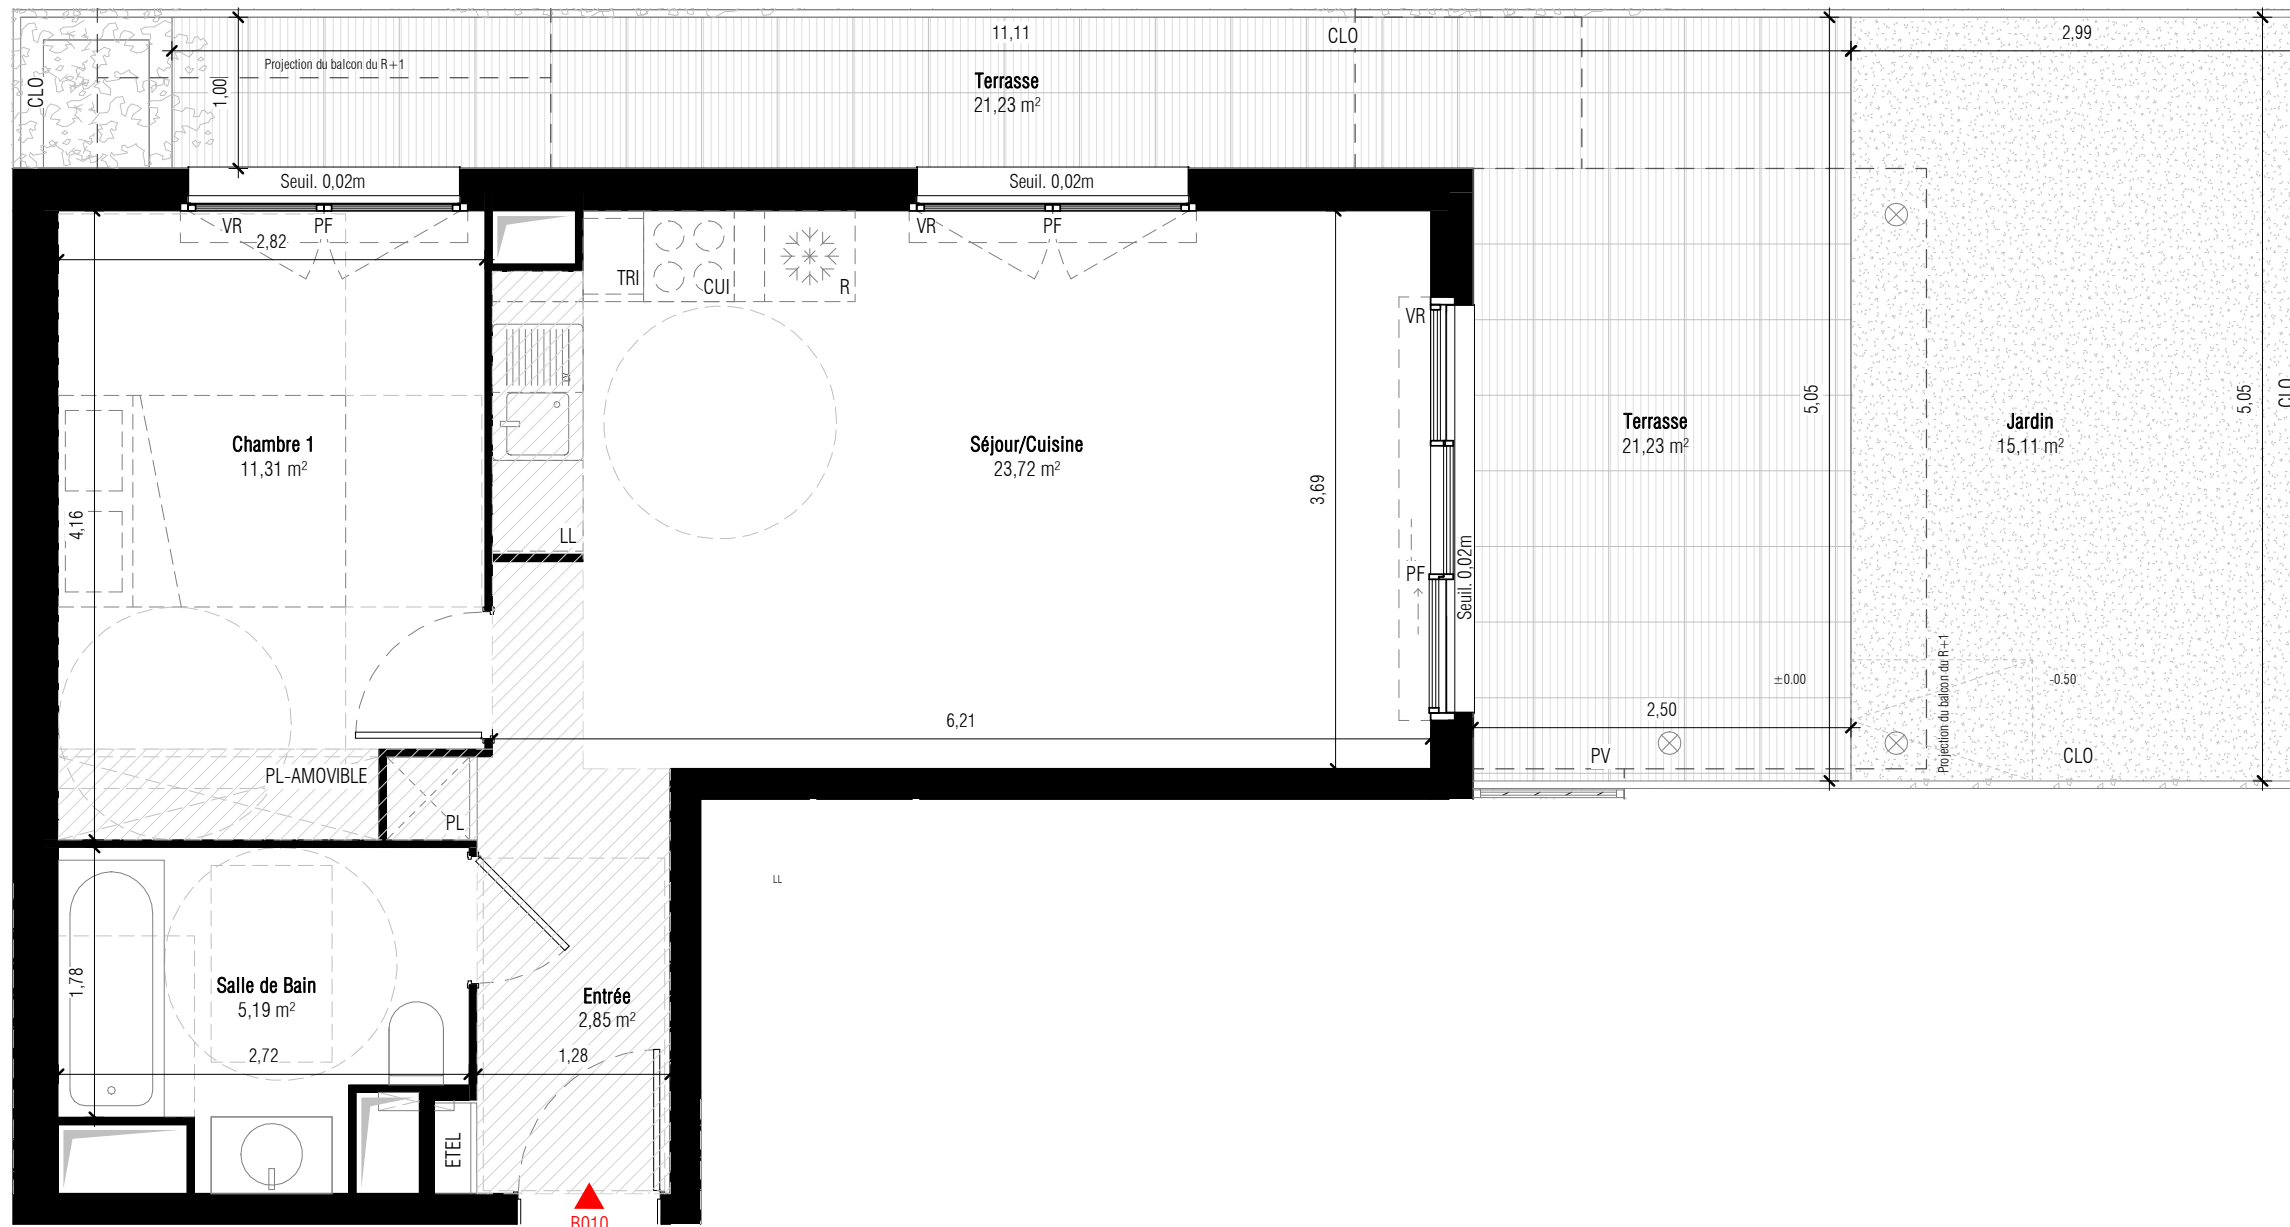 11,11
CLO
2,99
Projection du balcon du R+1
Terrasse
21,23 m²
CLO
1,00
Seuil. 0,02m
Seuil. 0,02m
VR
PF
2,82
VR
PF
TRI
CUI
R
VR
Chambre 1
11,31 m²
Séjour/Cuisine
23,72 m²
Terrasse
21,23 m²
5,05
Jardin
15,11 m²
5,05
CLO
4,16
3,69
LL
PF
Seuil. 0,02m
Projection du balcon du R+1
±0.00
-0.50
6,21
2,50
PV
CLO
PL-AMOVIBLE
PL
LL
1,78
Salle de Bain
5,19 m²
Entrée
2,85 m²
2,72
1,28
ETEL
B010